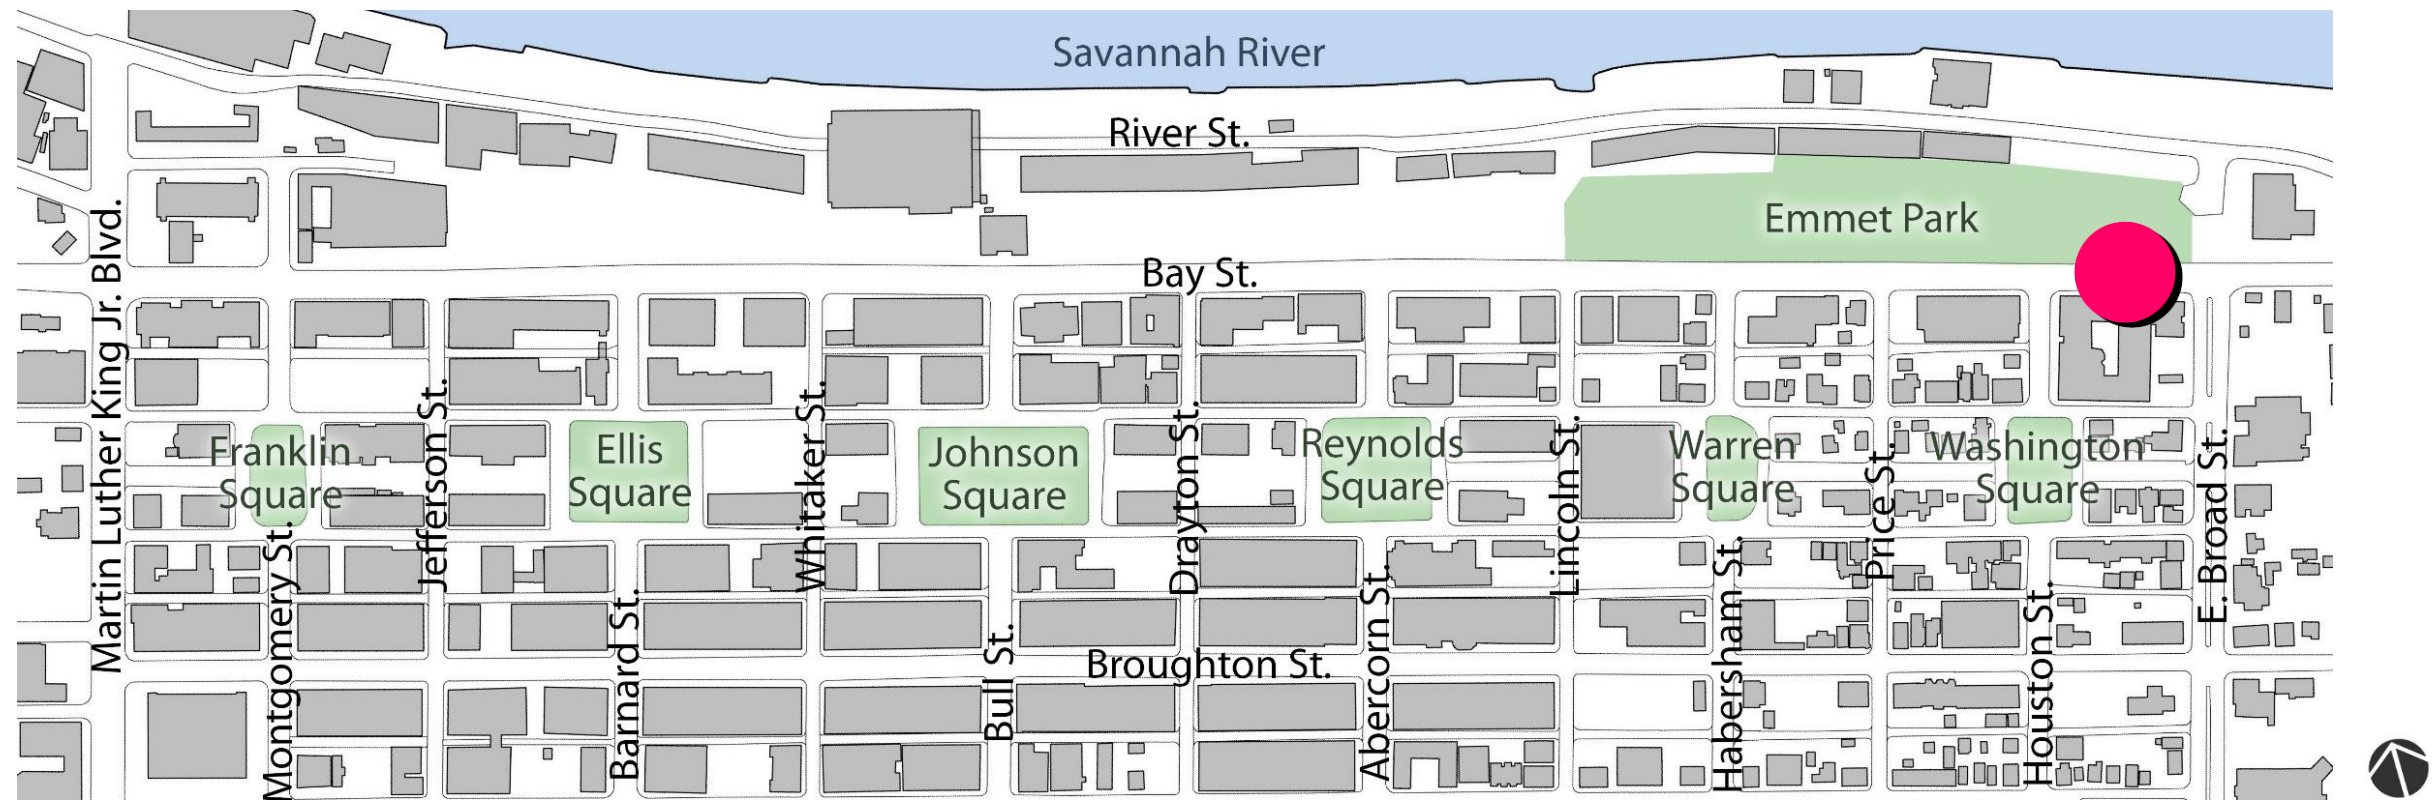 Savannah River
River St.
Emmet Park
Bay St.
Martin Luther King Jr. Blvd.
Franklin
Square
Jefferson St.
Ellis
Square
Whitaker St.
Johnson
Square
Drayton St.
Reynolds
Square
Lincoln St.
Warren
Square
Price St.
Washington
Square
E. Broad St.
Montgomery St.
Barnard St.
Bull St.
Broughton St.
Abercorn St.
Habersham St.
Houston St.